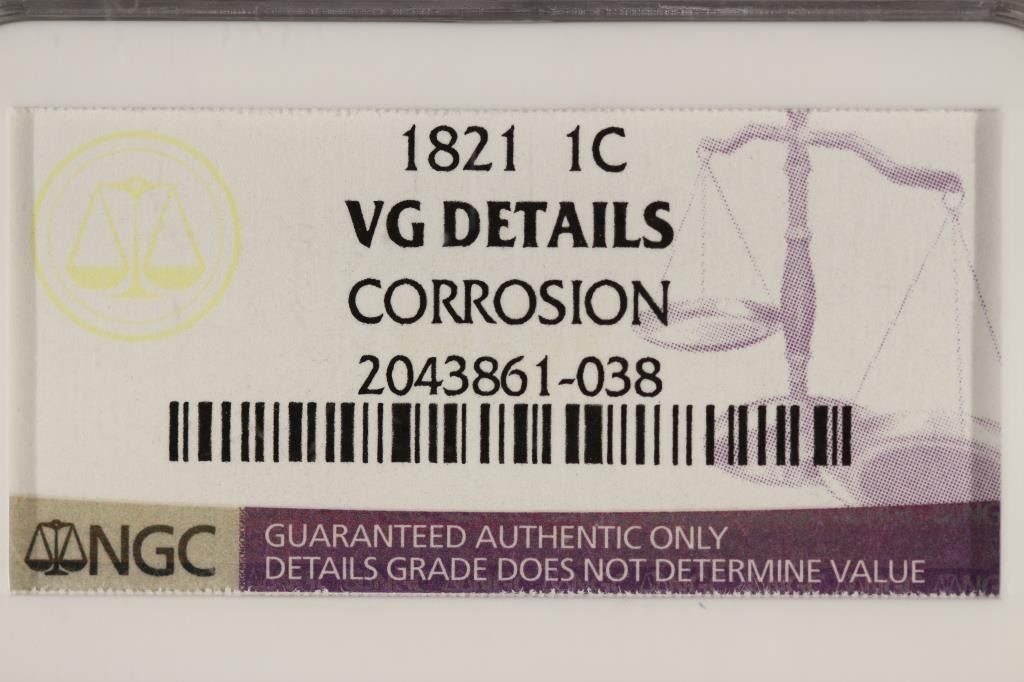 1821 1C
VG DETAILS
CORROSION
2043861-038
NGC
GUARANTEED AUTHENTIC ONLY
DETAILS GRADE DOES NOT DETERMINE VALUE